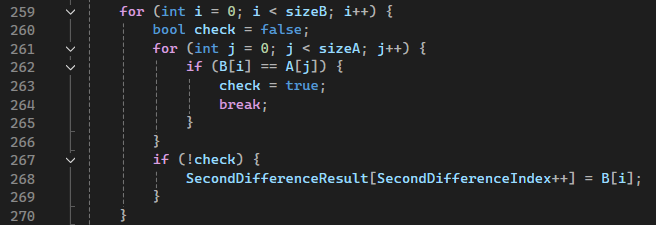 259 for (int i = 0; i < sizeB; i++) {
260 bool check = false;
261 for (int j = 0; j < sizeA; j++) {
262 if (B[i] == A[j]) {
263 check = true;
264 break;
265 }
266 }
267 if (!check) {
268 SecondDifferenceResult[SecondDifferenceIndex++] = B[i];
269 }
270 }